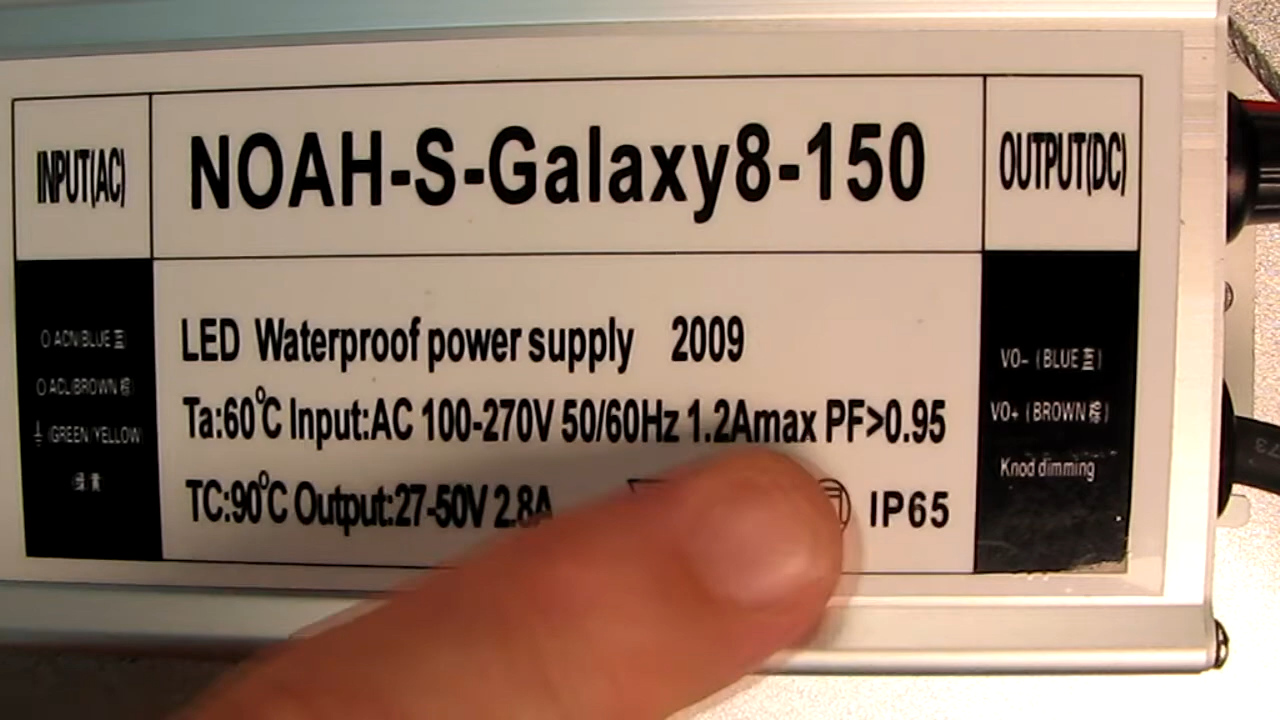 INPUT(AC)
NOAH-S-Galaxy8-150
OUTPUT(DC)
ACN/BLUE 蓝
ACL/BROWN 棕
(GREEN/YELLOW
绿 黄
LED Waterproof power supply 2009
Ta:60℃ Input:AC 100-270V 50/60Hz 1.2Amax PF>0.95
TC:90℃ Output:27-50V 2.8A
IP65
VO- (BLUE 蓝)
VO+ (BROWN 棕)
Knod dimming
73